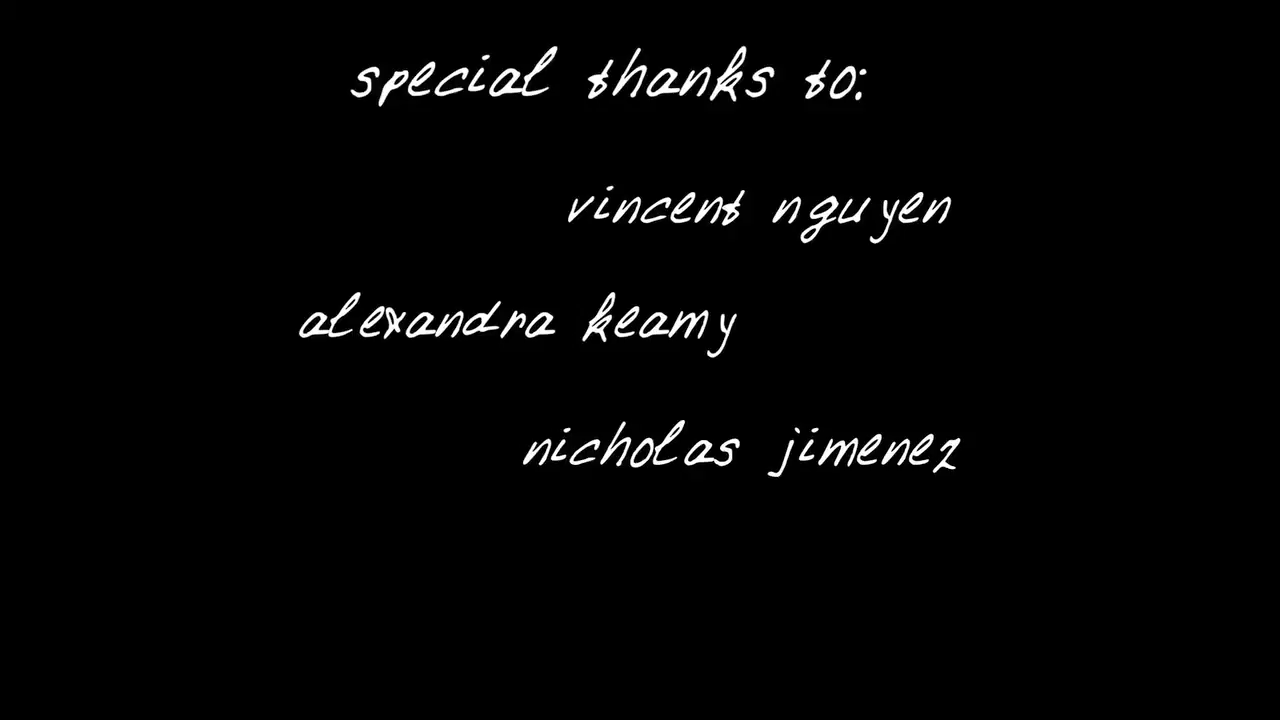 special thanks to:
vincent nguyen
alexandra keamy
nicholas jimenez